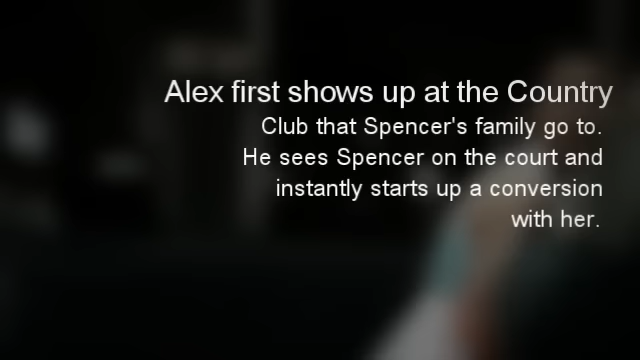 Alex first shows up at the Country
Club that Spencer's family go to.
He sees Spencer on the court and
instantly starts up a conversion
with her.